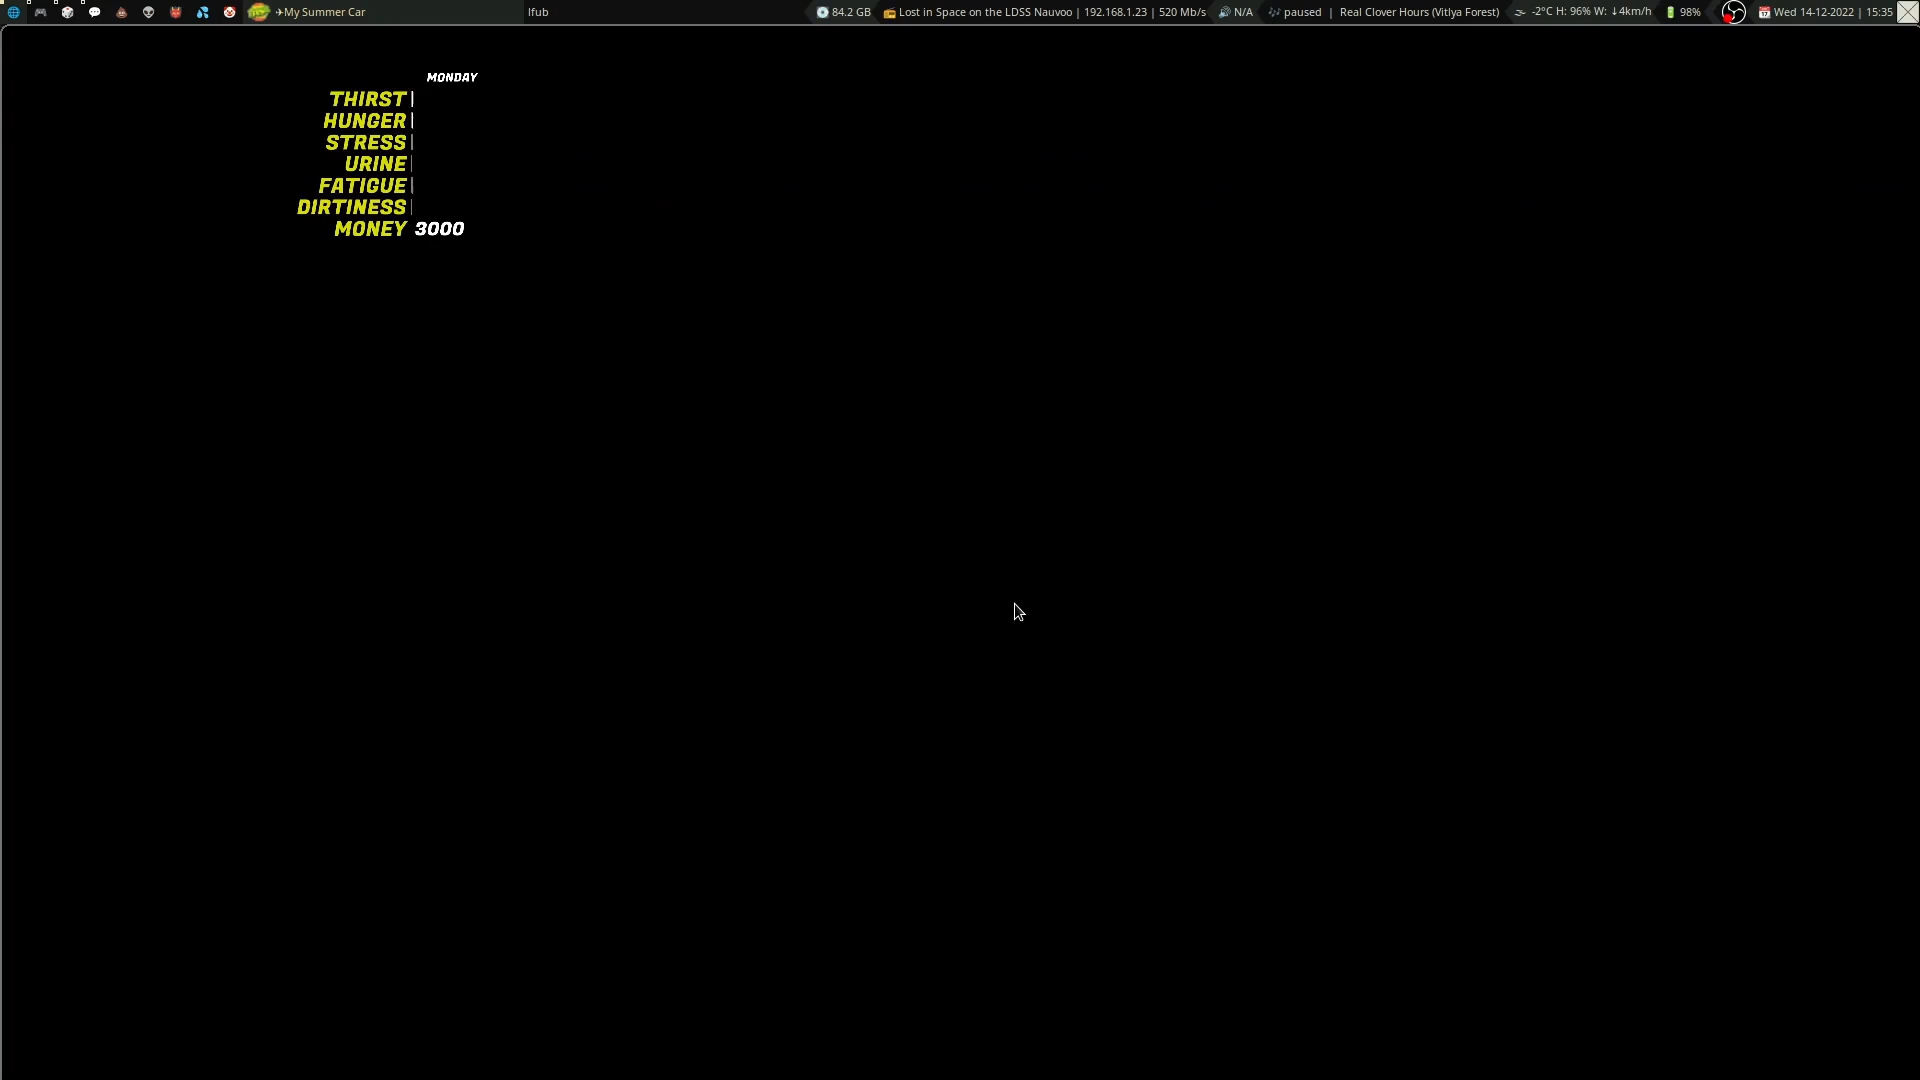 ✈My Summer Car lfub 84.2 GB Lost in Space on the LDSS Nauvoo | 192.168.1.23 | 520 Mb/s N/A paused | Real Clover Hours (Vitlya Forest) -2°C H: 96% W: ↓4km/h 98% Wed 14-12-2022 | 15:35
MONDAY
THIRST
HUNGER
STRESS
URINE
FATIGUE
DIRTINESS
MONEY 3000